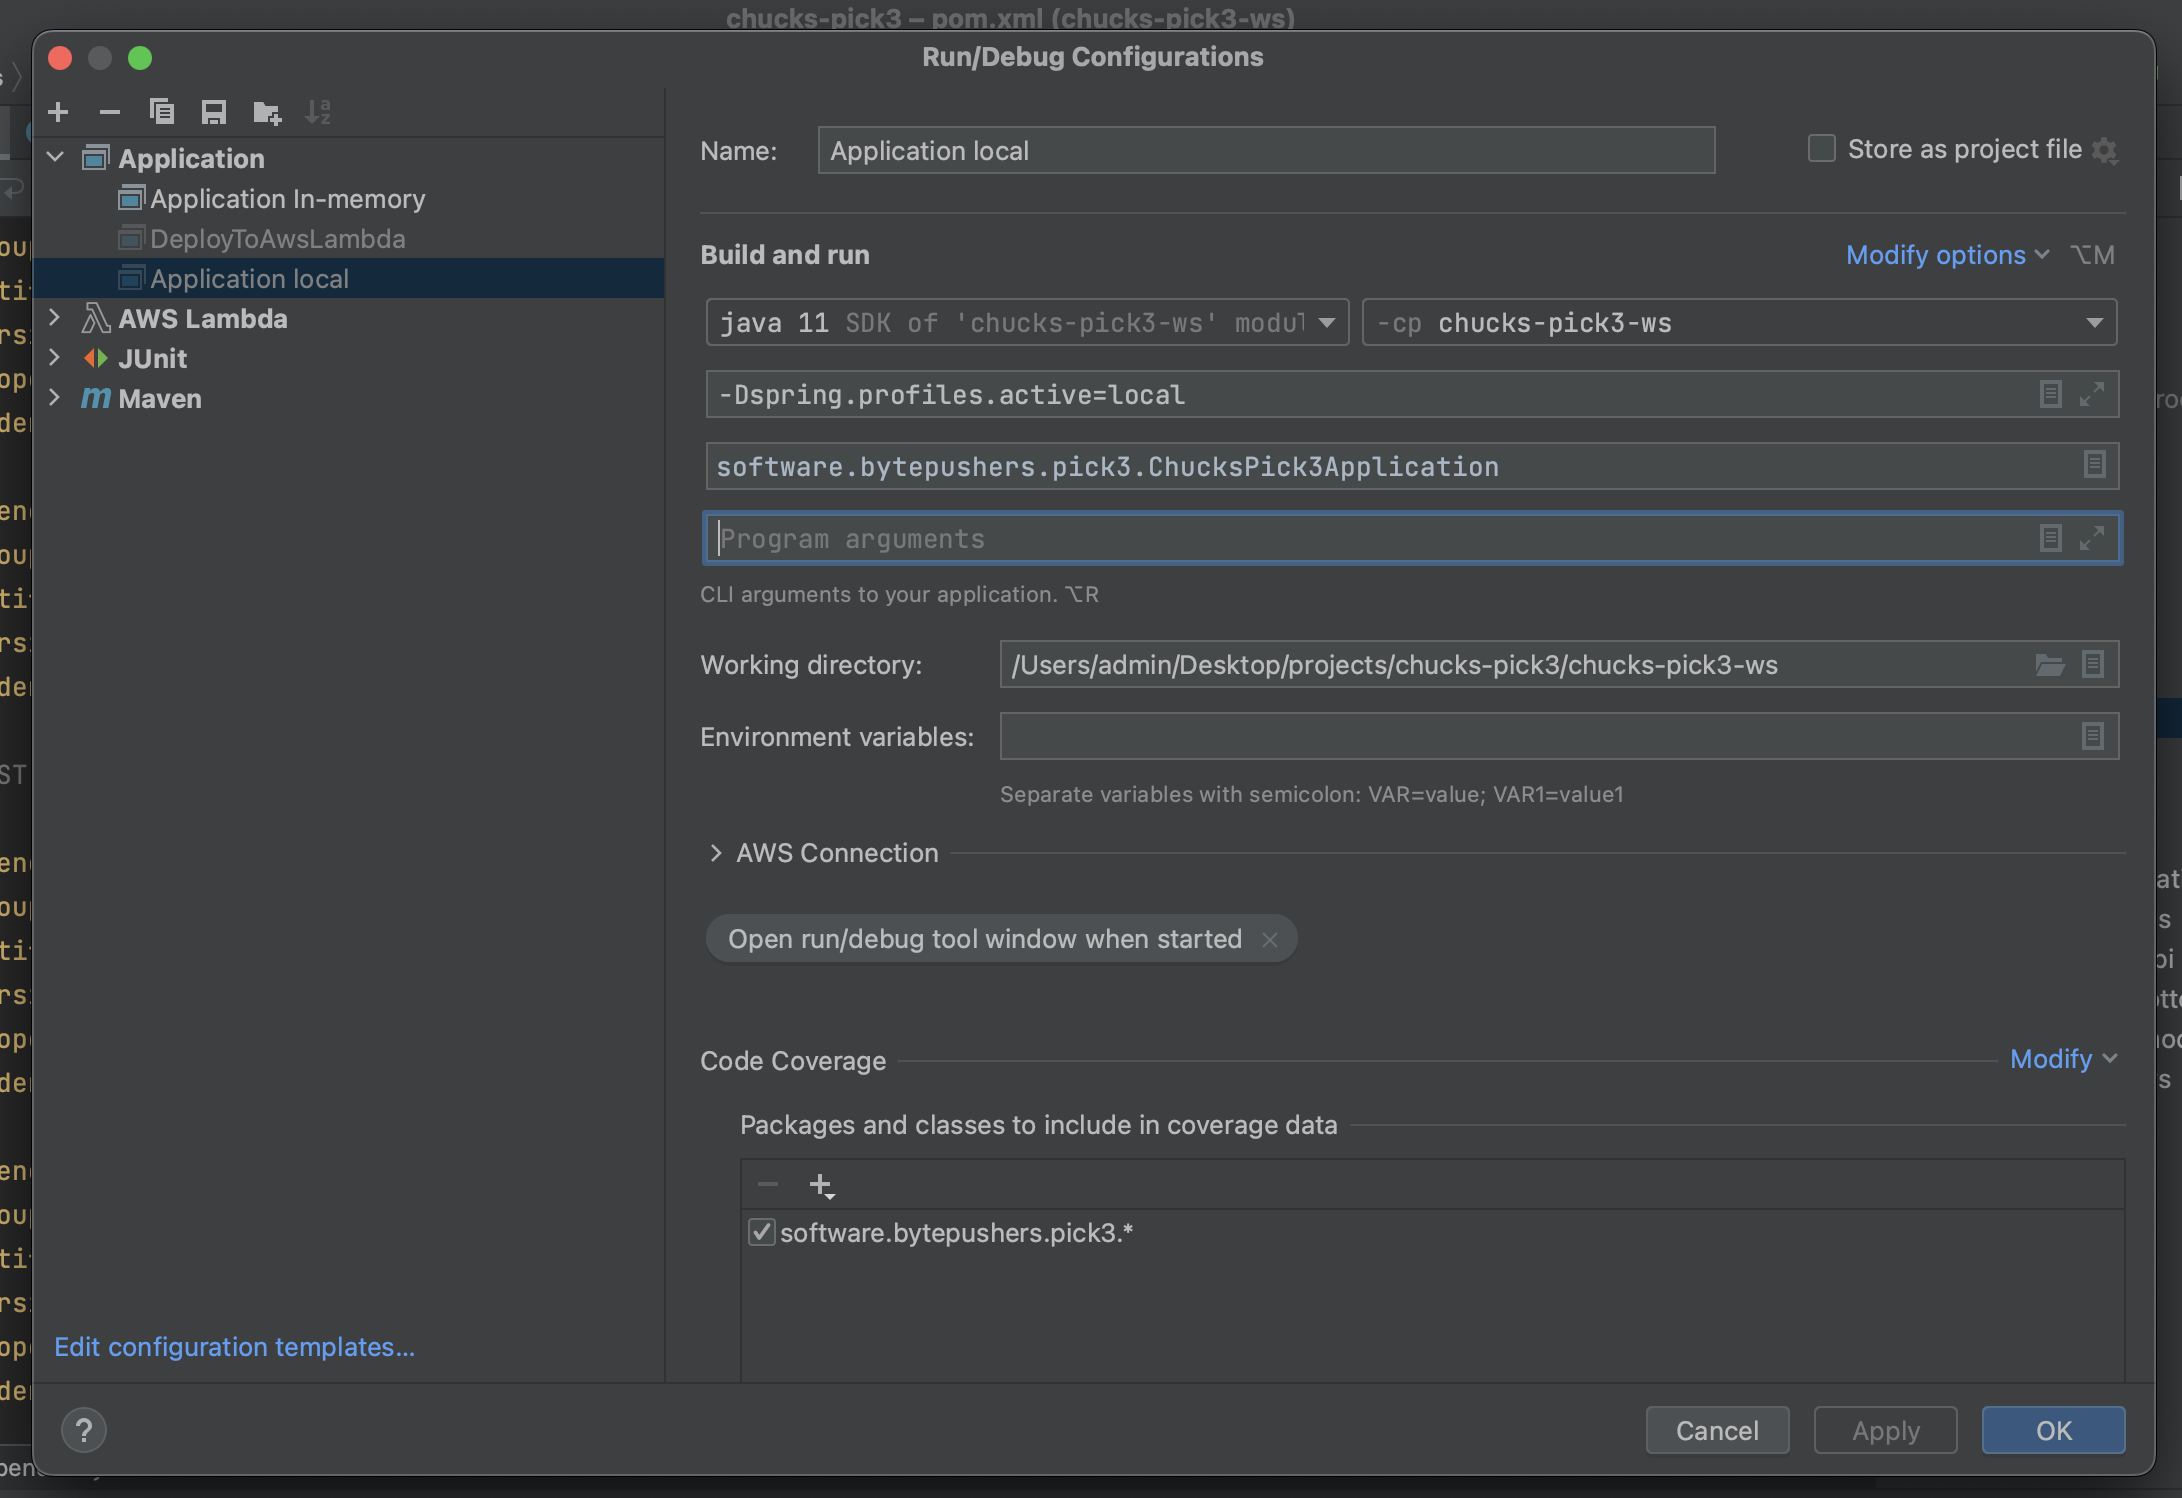 chucks-pick3 – pom.xml (chucks-pick3-ws)
Run/Debug Configurations
Application
Application In-memory
DeployToAwsLambda
Application local
AWS Lambda
JUnit
Maven
Edit configuration templates...
Name:
Application local
Store as project file
Build and run
Modify options
⌥M
java 11 SDK of 'chucks-pick3-ws' modul
-cp chucks-pick3-ws
-Dspring.profiles.active=local
software.bytepushers.pick3.ChucksPick3Application
Program arguments
CLI arguments to your application. ⌥R
Working directory:
/Users/admin/Desktop/projects/chucks-pick3/chucks-pick3-ws
Environment variables:
Separate variables with semicolon: VAR=value; VAR1=value1
AWS Connection
Open run/debug tool window when started
Code Coverage
Modify
Packages and classes to include in coverage data
software.bytepushers.pick3.*
?
Cancel
Apply
OK